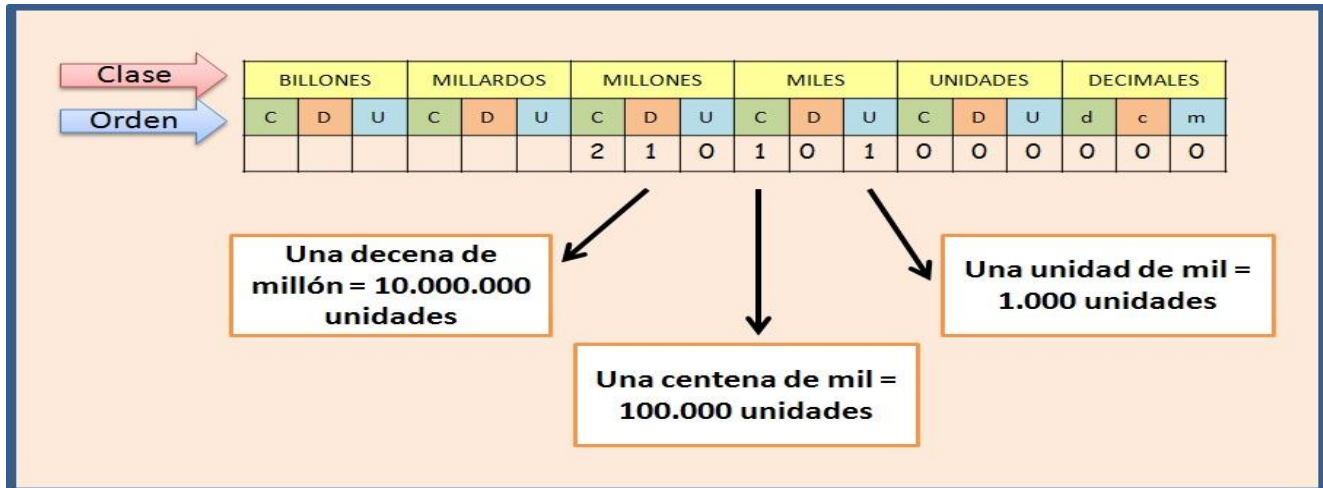 Clase
BILLONES MILLARDOS MILLONES MILES UNIDADES DECIMALES
Orden
C D U C D U C D U C D U C D U d c m
2 1 0 1 0 1 0 0 0 0 0 0
Una decena de
millón = 10.000.000
unidades
Una centena de mil =
100.000 unidades
Una unidad de mil =
1.000 unidades